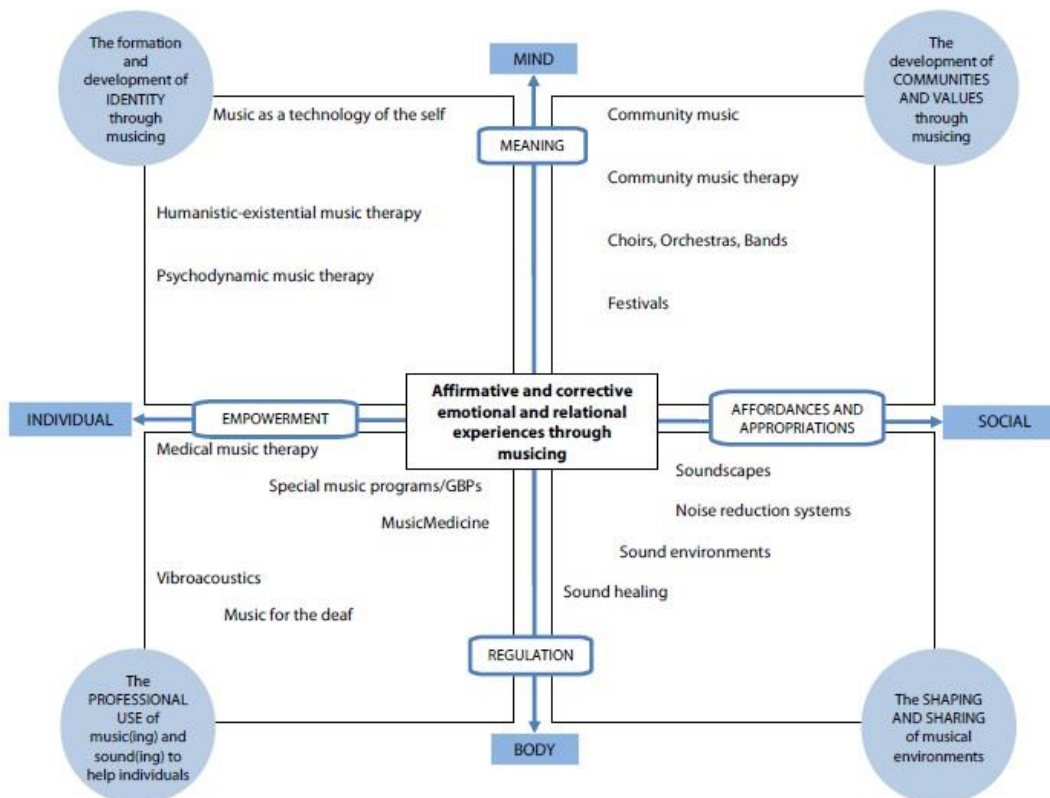 The formation
and
development of
IDENTITY
through
musicing
MIND
The
development of
COMMUNITIES
AND VALUES
through
musicing
Music as a technology of the self
MEANING
Community music
Community music therapy
Humanistic-existential music therapy
Choirs, Orchestras, Bands
Psychodynamic music therapy
Festivals
INDIVIDUAL
EMPOWERMENT
Affirmative and corrective
emotional and relational
experiences through
musicing
AFFORDANCES AND
APPROPRIATIONS
SOCIAL
Medical music therapy
Special music programs/GBPs
MusicMedicine
Vibroacoustics
Music for the deaf
Soundscapes
Noise reduction systems
Sound environments
Sound healing
REGULATION
The
PROFESSIONAL
USE of
music(ing) and
sound(ing) to
help individuals
BODY
The SHAPING
AND SHARING
of musical
environments